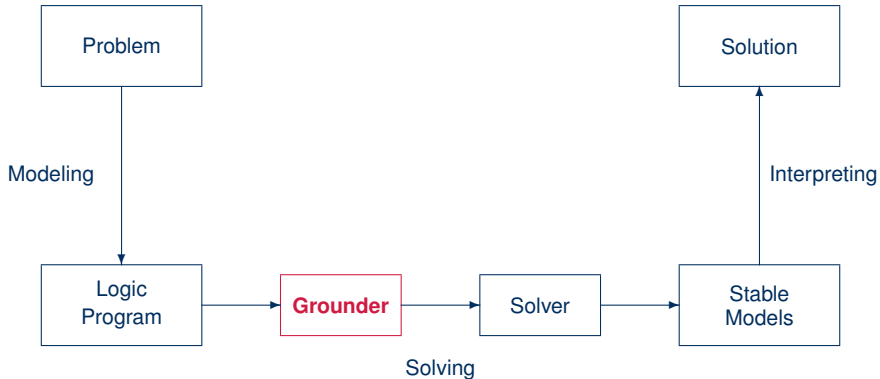 Problem
Solution
Modeling
Interpreting
Logic
Program
Grounder
Solver
Stable
Models
Solving